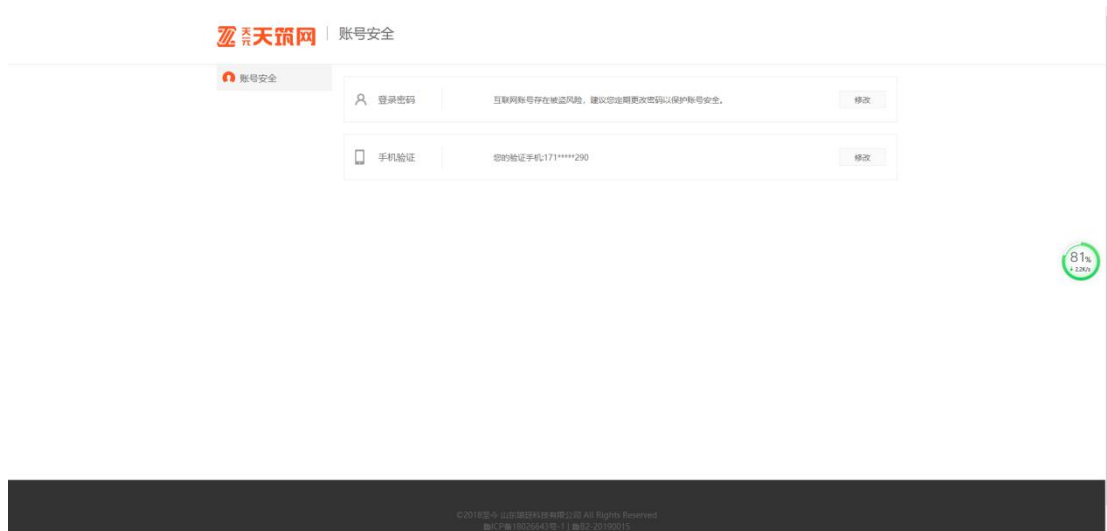 天元 天筑网 账号安全
账号安全
登录密码 互联网账号存在被盗风险，建议您定期更改密码以保护账号安全。 修改
手机验证 您的验证手机:171*****290 修改
81%
2.2K/s
©2018至今 山东 科技有限公司 All Rights Reserved
鲁ICP备18026643号-1 | 鲁B2-20190015